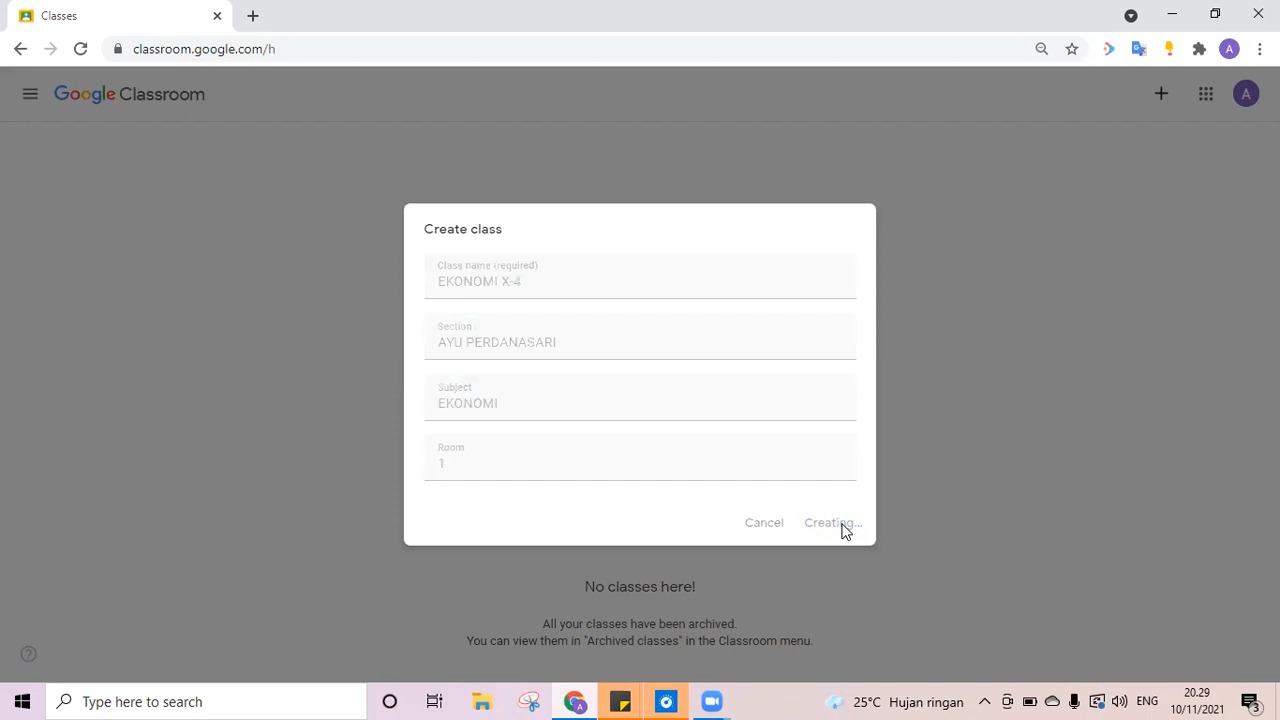 Classes
classroom.google.com/h
A
Google Classroom
A
Create class
Class name (required)
EKONOMI X-4
Section
AYU PERDANASARI
Subject
EKONOMI
Room
1
Cancel Creating...
No classes here!
All your classes have been archived.
You can view them in "Archived classes" in the Classroom menu.
Type here to search
25°C Hujan ringan
ENG
20.29
10/11/2021
3